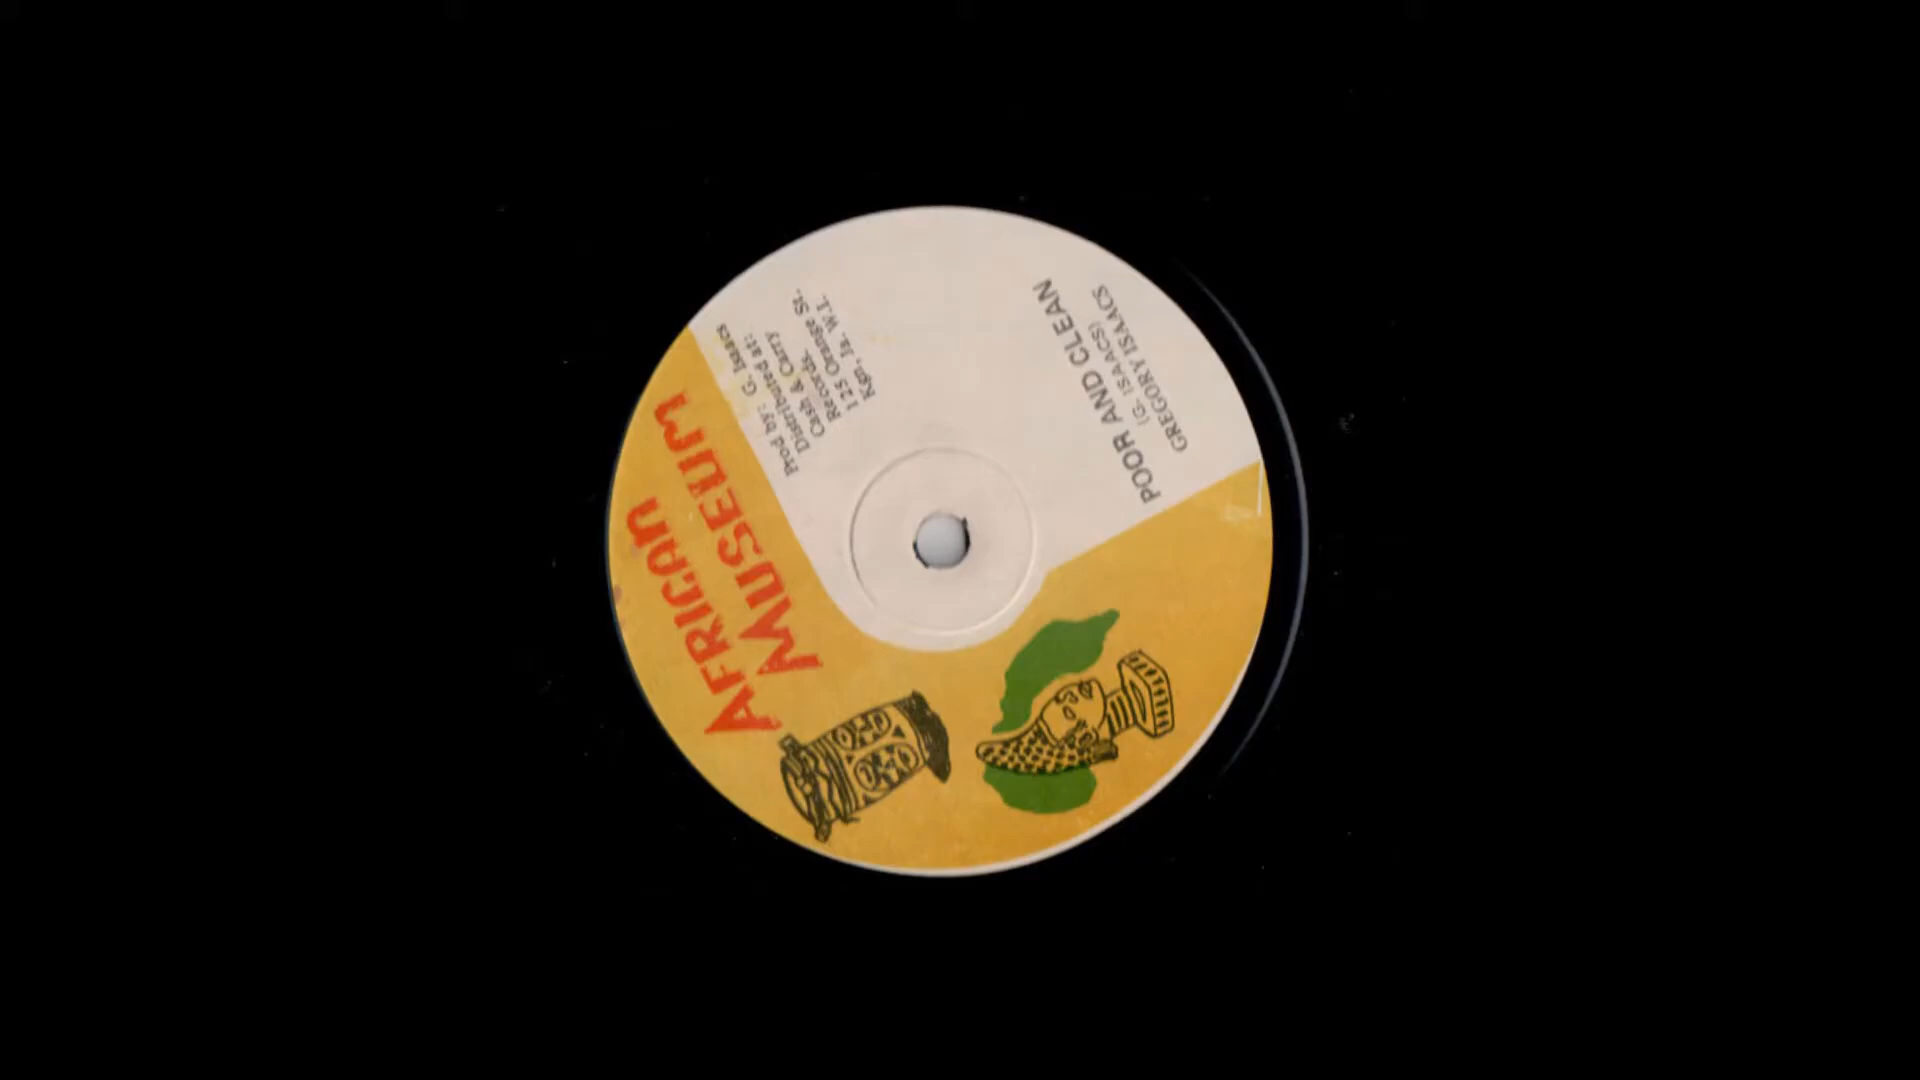 AFRICAN
MUSEUM
Prod by: G. Isaacs
Distributed at:
Cash & Carry
Records.
125 Orange St.
Kgn, Ja. W.I.
POOR AND CLEAN
(G. ISAACS)
GREGORY ISAACS